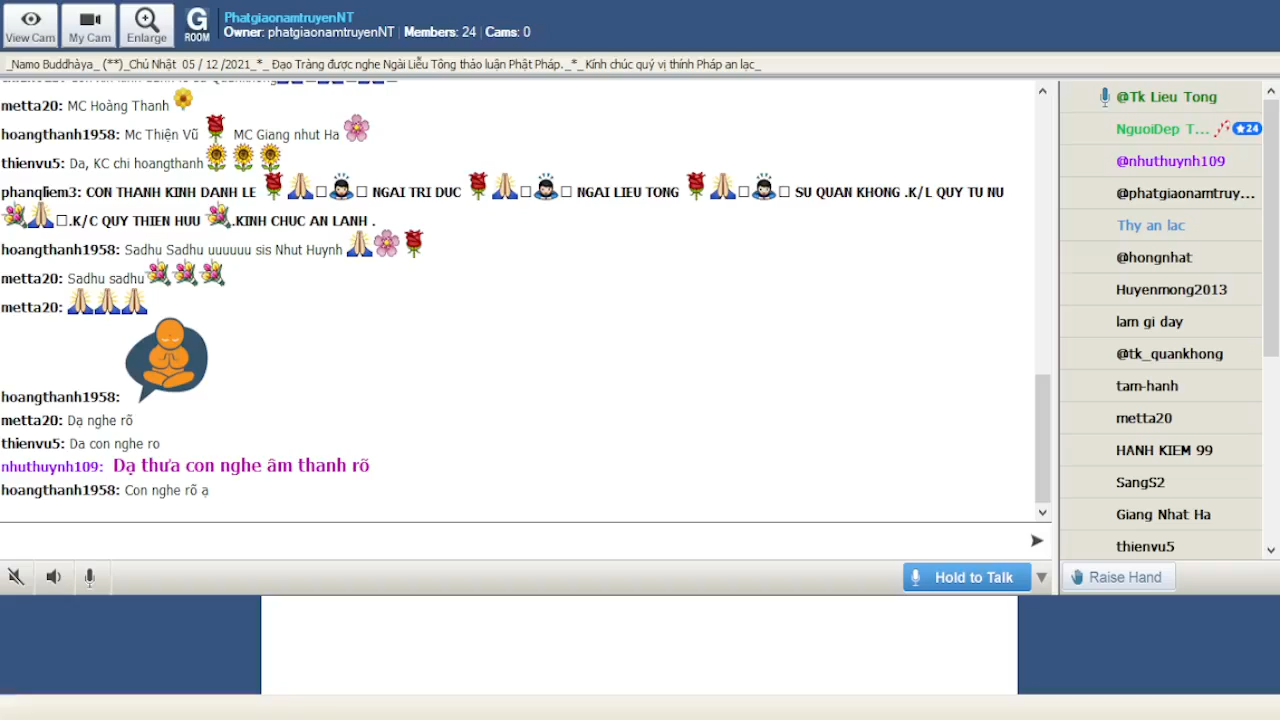 View Cam
My Cam
Enlarge
G
ROOM
PhatgiaonamtruyenNT
Owner: phatgiaonamtruyenNT | Members: 24 | Cams: 0
_Namo Buddhàya_ (**)_Chủ Nhật 05 / 12 /2021_*_ Đạo Tràng được nghe Ngài Liễu Tông thảo luận Phật Pháp._*_Kính chúc quý vị thính Pháp an lạc_
metta20: MC Hoàng Thanh
hoangthanh1958: Mc Thiện Vũ MC Giang nhut Ha
thienvu5: Da, KC chi hoangthanh
phanqliem3: CON THANH KINH DANH LE NGAI TRI DUC NGAI LIEU TONG SU QUAN KHONG .K/L QUY TU NU
.K/C QUY THIEN HUU .KINH CHUC AN LANH .
hoangthanh1958: Sadhu Sadhu uuuuuu sis Nhut Huynh
metta20: Sadhu sadhu
metta20:
hoangthanh1958:
metta20: Dạ nghe rõ
thienvu5: Da con nghe ro
nhuthuynh109: Dạ thưa con nghe âm thanh rõ
hoangthanh1958: Con nghe rõ ạ
Hold to Talk
@Tk Lieu Tong
NguoiDep T... 24
@nhuthuynh109
@phatgiaonamtruy...
Thy an lac
@hongnhat
Huyenmong2013
lam gi day
@tk_quankhong
tam-hanh
metta20
HANH KIEM 99
SangS2
Giang Nhat Ha
thienvu5
Raise Hand